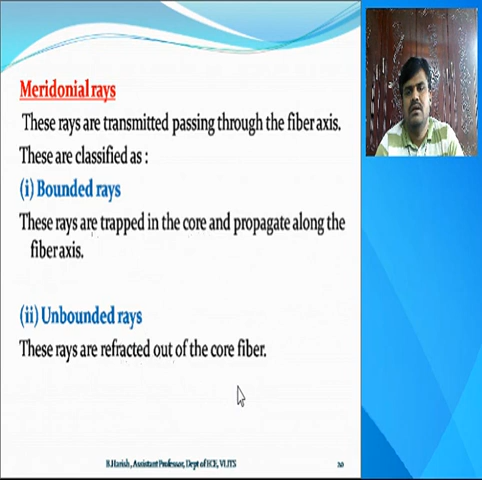 Meridonial rays
These rays are transmitted passing through the fiber axis.
These are classified as :
(i) Bounded rays
These rays are trapped in the core and propagate along the
fiber axis.
(ii) Unbounded rays
These rays are refracted out of the core fiber.
B.Harish , Assistant Professor, Dept of ECE, VLITS
20